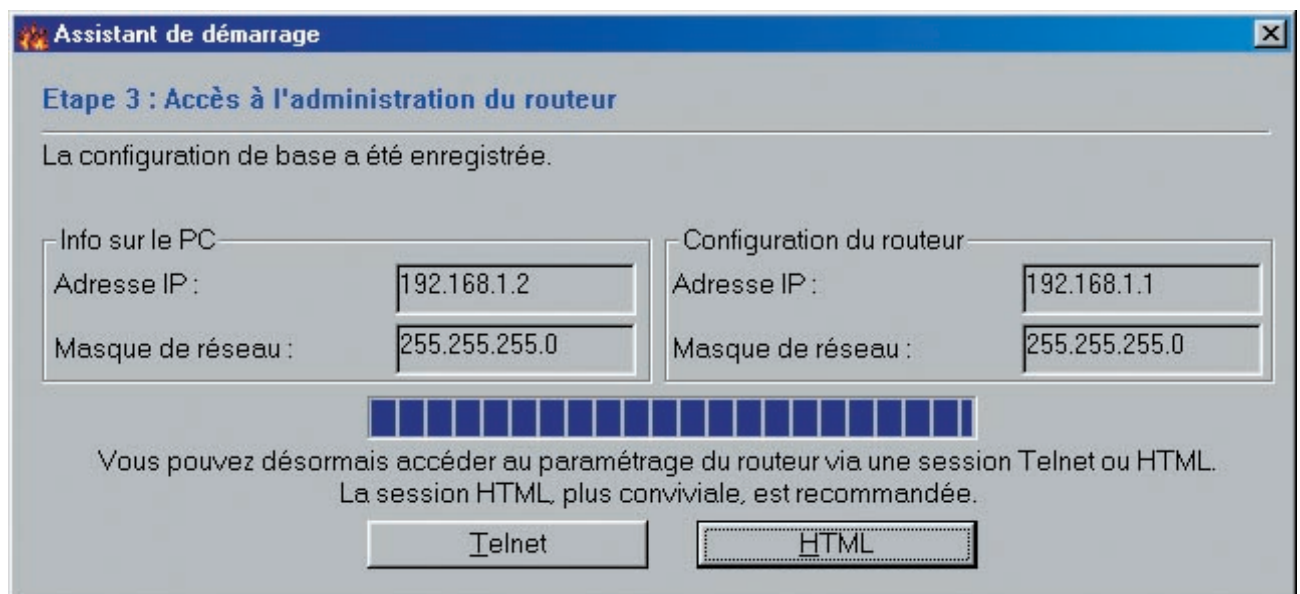 Assistant de démarrage
Etape 3 : Accès à l'administration du routeur
La configuration de base a été enregistrée.
Info sur le PC
Adresse IP :
192.168.1.2
Masque de réseau :
255.255.255.0
Configuration du routeur
Adresse IP :
192.168.1.1
Masque de réseau :
255.255.255.0
Vous pouvez désormais accéder au paramétrage du routeur via une session Telnet ou HTML.
La session HTML, plus conviviale, est recommandée.
Telnet
HTML